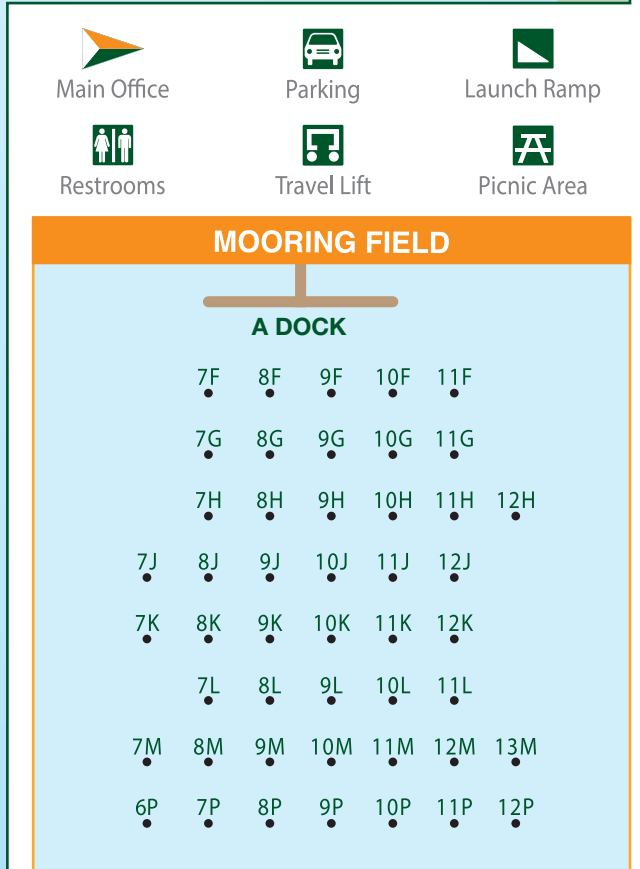 Main Office Parking Launch Ramp
Restrooms Travel Lift Picnic Area
MOORING FIELD
A DOCK
7F 8F 9F 10F 11F
7G 8G 9G 10G 11G
7H 8H 9H 10H 11H 12H
7J 8J 9J 10J 11J 12J
7K 8K 9K 10K 11K 12K
7L 8L 9L 10L 11L
7M 8M 9M 10M 11M 12M 13M
6P 7P 8P 9P 10P 11P 12P